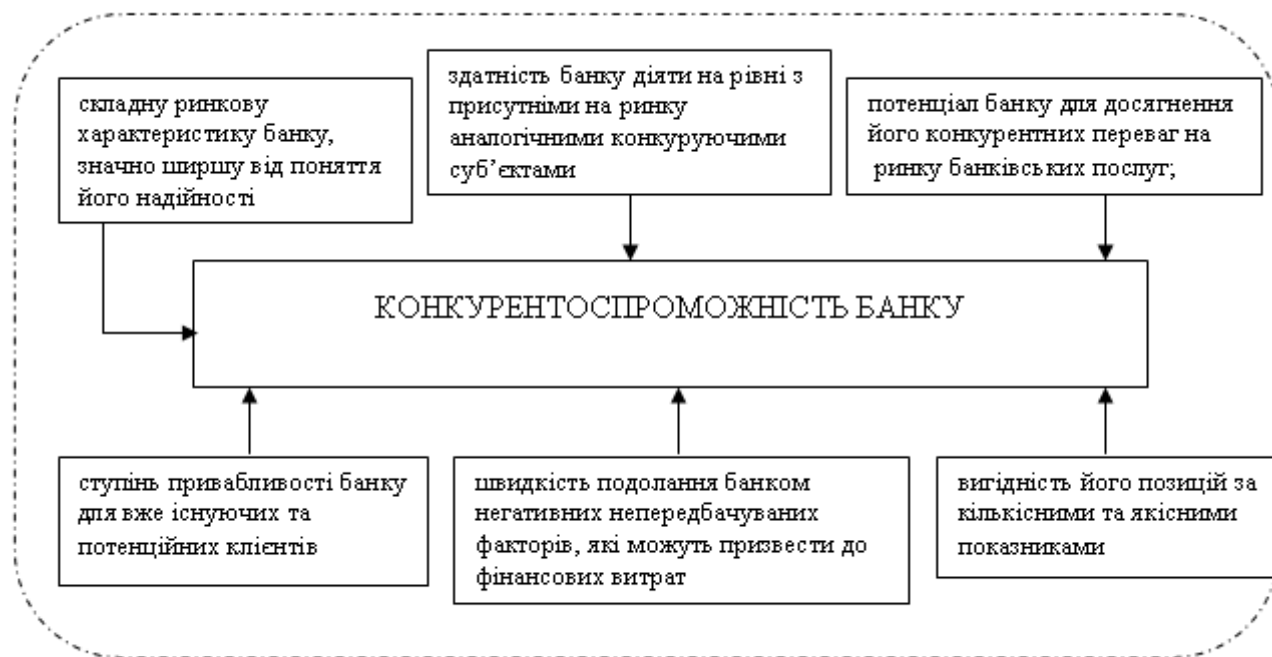 складну ринкову
характеристику банку,
значно ширшу від поняття
його надійності
здатність банку діяти на рівні з
присутніми на ринку
аналогічними конкуруючими
суб’єктами
потенціал банку для досягнення
його конкурентних переваг на
ринку банківських послуг;
КОНКУРЕНТОСПРОМОЖНІСТЬ БАНКУ
ступінь привабливості банку
для вже існуючих та
потенційних клієнтів
швидкість подолання банком
негативних непередбачуваних
факторів, які можуть призвести до
фінансових витрат
вигідність його позицій за
кількісними та якісними
показниками